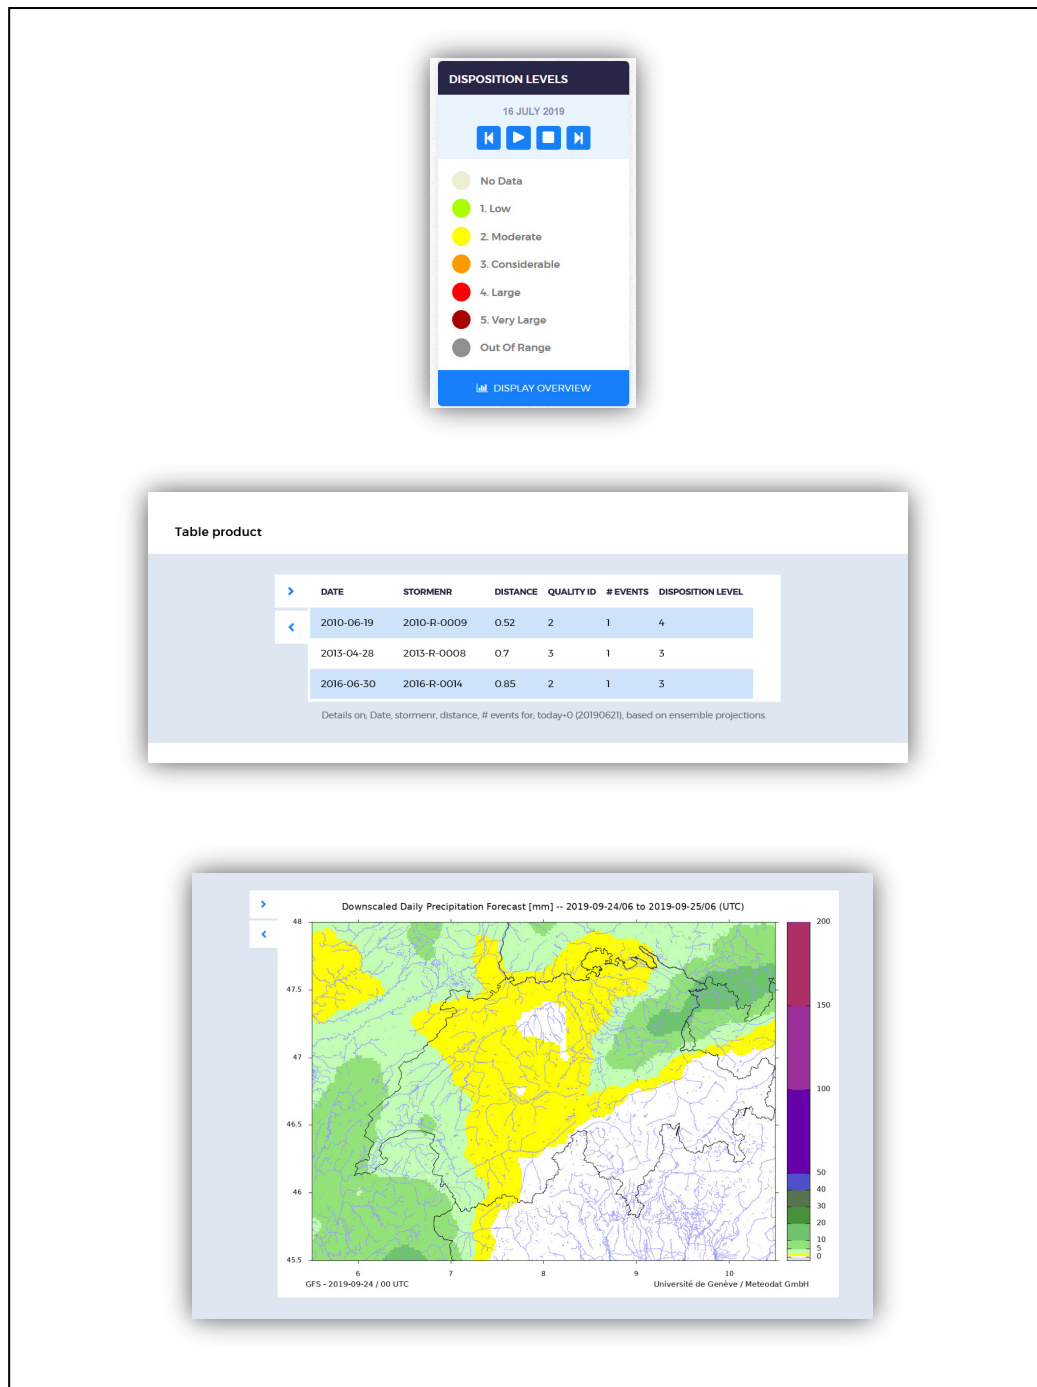 DISPOSITION LEVELS
16 JULY 2019
No Data
1. Low
2. Moderate
3. Considerable
4. Large
5. Very Large
Out Of Range
DISPLAY OVERVIEW
Table product
DATE STORMENR DISTANCE QUALITY ID # EVENTS DISPOSITION LEVEL
2010-06-19 2010-R-0009 0.52 2 1 4
2013-04-28 2013-R-0008 0.7 3 1 3
2016-06-30 2016-R-0014 0.85 2 1 3
Details on; Date, stormenr, distance, # events for; today+0 (20190621), based on ensemble projections.
Downscaled Daily Precipitation Forecast [mm] -- 2019-09-24/06 to 2019-09-25/06 (UTC)
48
47.5
47
46.5
46
45.5
6 7 8 9 10
200
150
100
50
40
30
20
10
5
0
GFS - 2019-09-24 / 00 UTC
Université de Genève / Meteodat GmbH